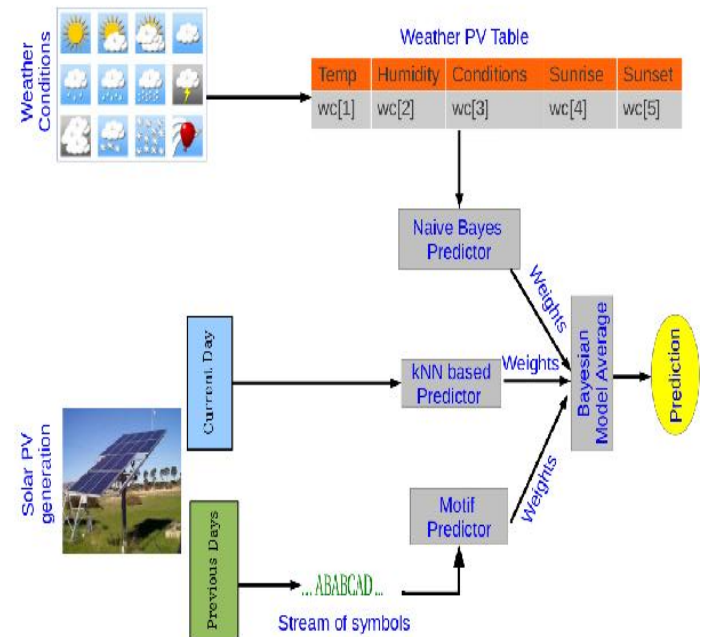 Weather
Conditions
Weather PV Table
Temp Humidity Conditions Sunrise Sunset
wc[1] wc[2] wc[3] wc[4] wc[5]
Naive Bayes
Predictor
Weights
Current Day
kNN based
Predictor
Weights
Bayesian
Model Average
Prediction
Solar PV
generation
Weights
Motif
Predictor
Previous Days
... ABABCAD ...
Stream of symbols